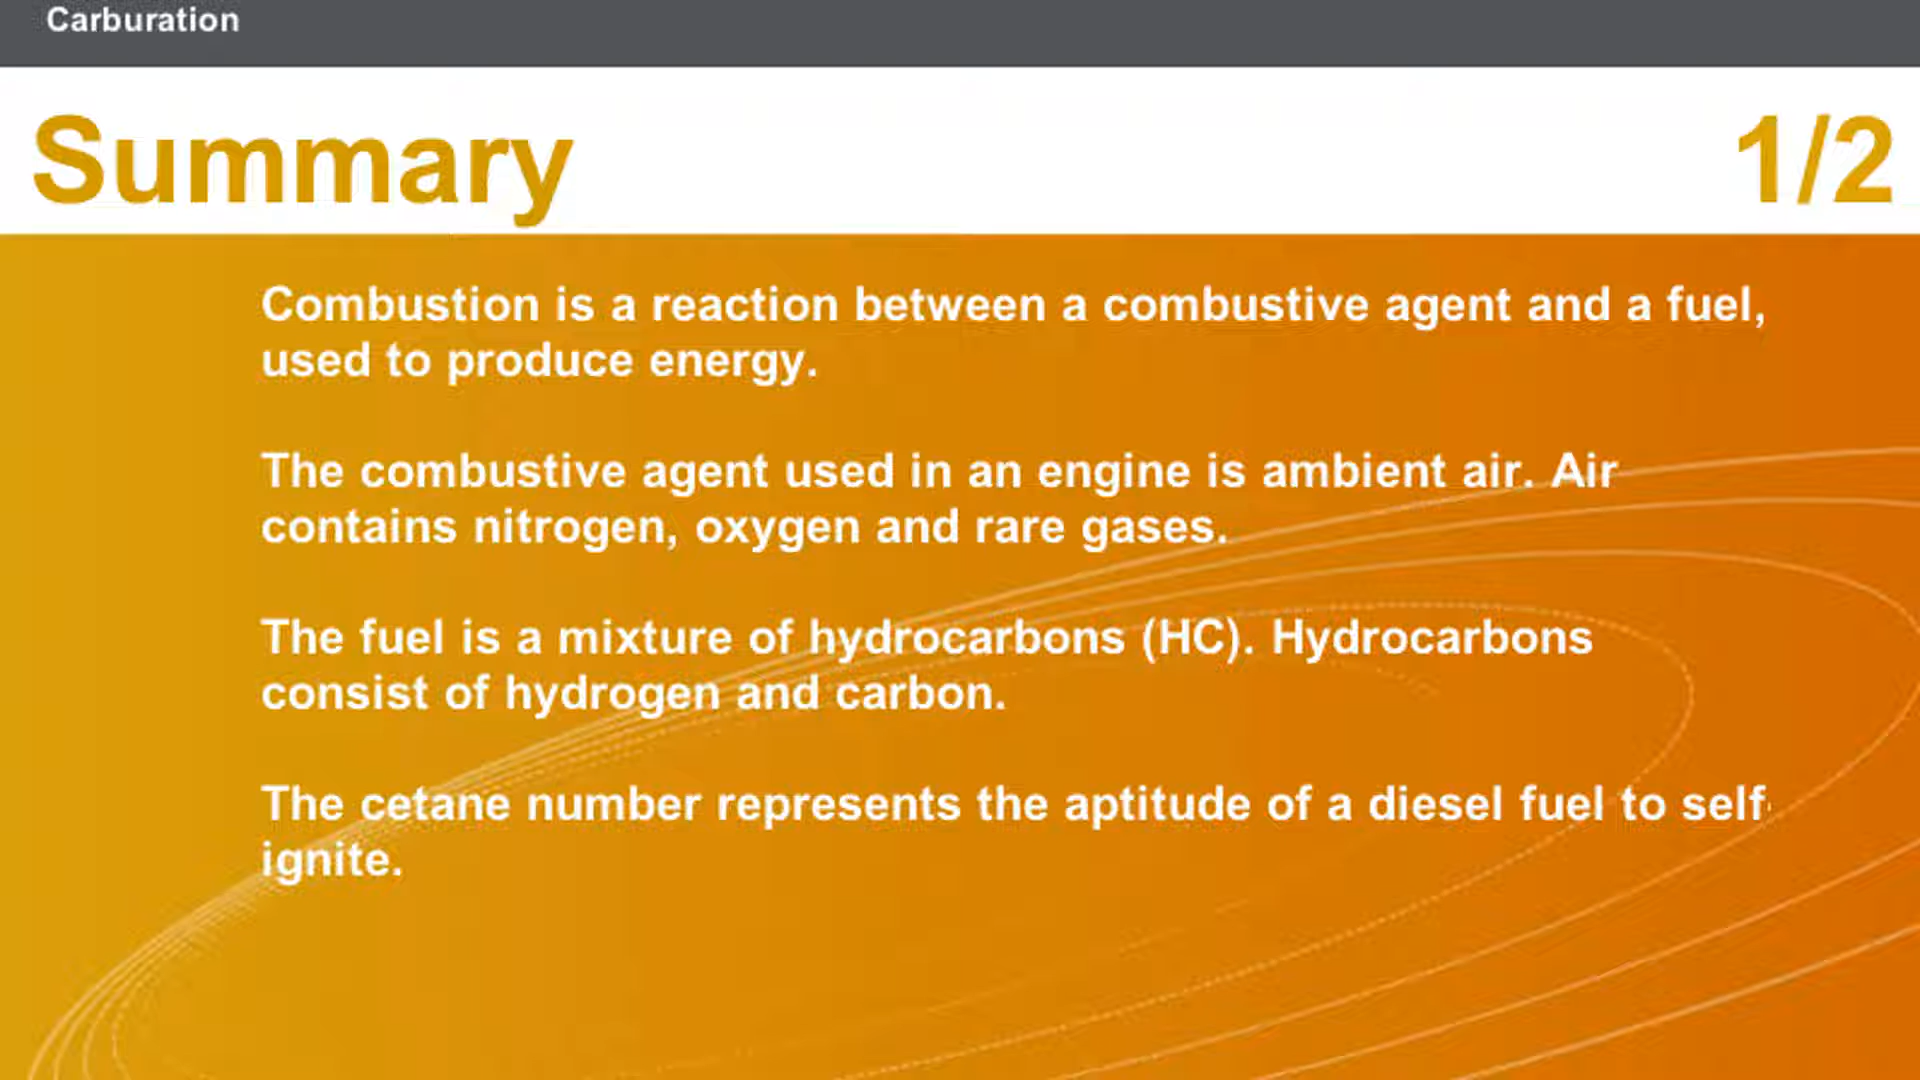 Carburation
Summary
1/2
Combustion is a reaction between a combustive agent and a fuel,
used to produce energy.
The combustive agent used in an engine is ambient air. Air
contains nitrogen, oxygen and rare gases.
The fuel is a mixture of hydrocarbons (HC). Hydrocarbons
consist of hydrogen and carbon.
The cetane number represents the aptitude of a diesel fuel to self-
ignite.